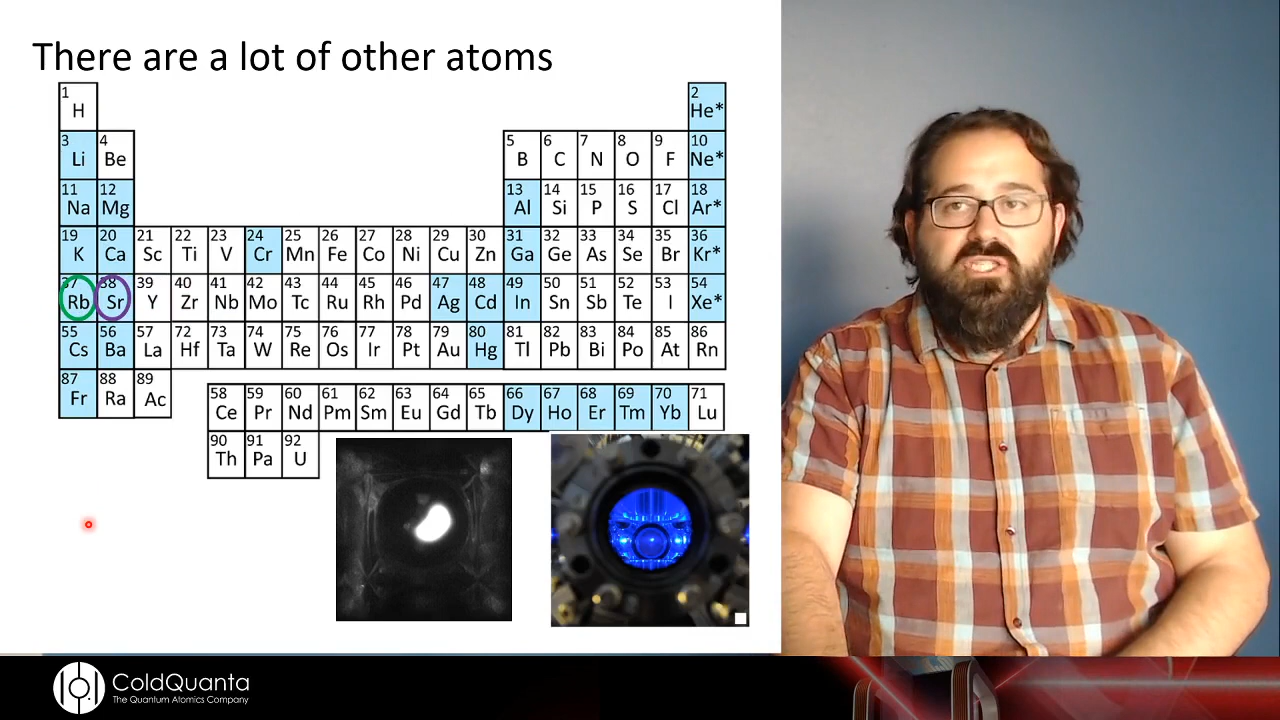 There are a lot of other atoms
1 2
H He*
3 4 5 6 7 8 9 10
Li Be B C N O F Ne*
11 12 13 14 15 16 17 18
Na Mg Al Si P S Cl Ar*
19 20 21 22 23 24 25 26 27 28 29 30 31 32 33 34 35 36
K Ca Sc Ti V Cr Mn Fe Co Ni Cu Zn Ga Ge As Se Br Kr*
37 38 39 40 41 42 43 44 45 46 47 48 49 50 51 52 53 54
Rb Sr Y Zr Nb Mo Tc Ru Rh Pd Ag Cd In Sn Sb Te I Xe*
55 56 57 72 73 74 75 76 77 78 79 80 81 82 83 84 85 86
Cs Ba La Hf Ta W Re Os Ir Pt Au Hg Tl Pb Bi Po At Rn
87 88 89
Fr Ra Ac
58 59 60 61 62 63 64 65 66 67 68 69 70 71
Ce Pr Nd Pm Sm Eu Gd Tb Dy Ho Er Tm Yb Lu
90 91 92
Th Pa U
ColdQuanta
The Quantum Atomics Company